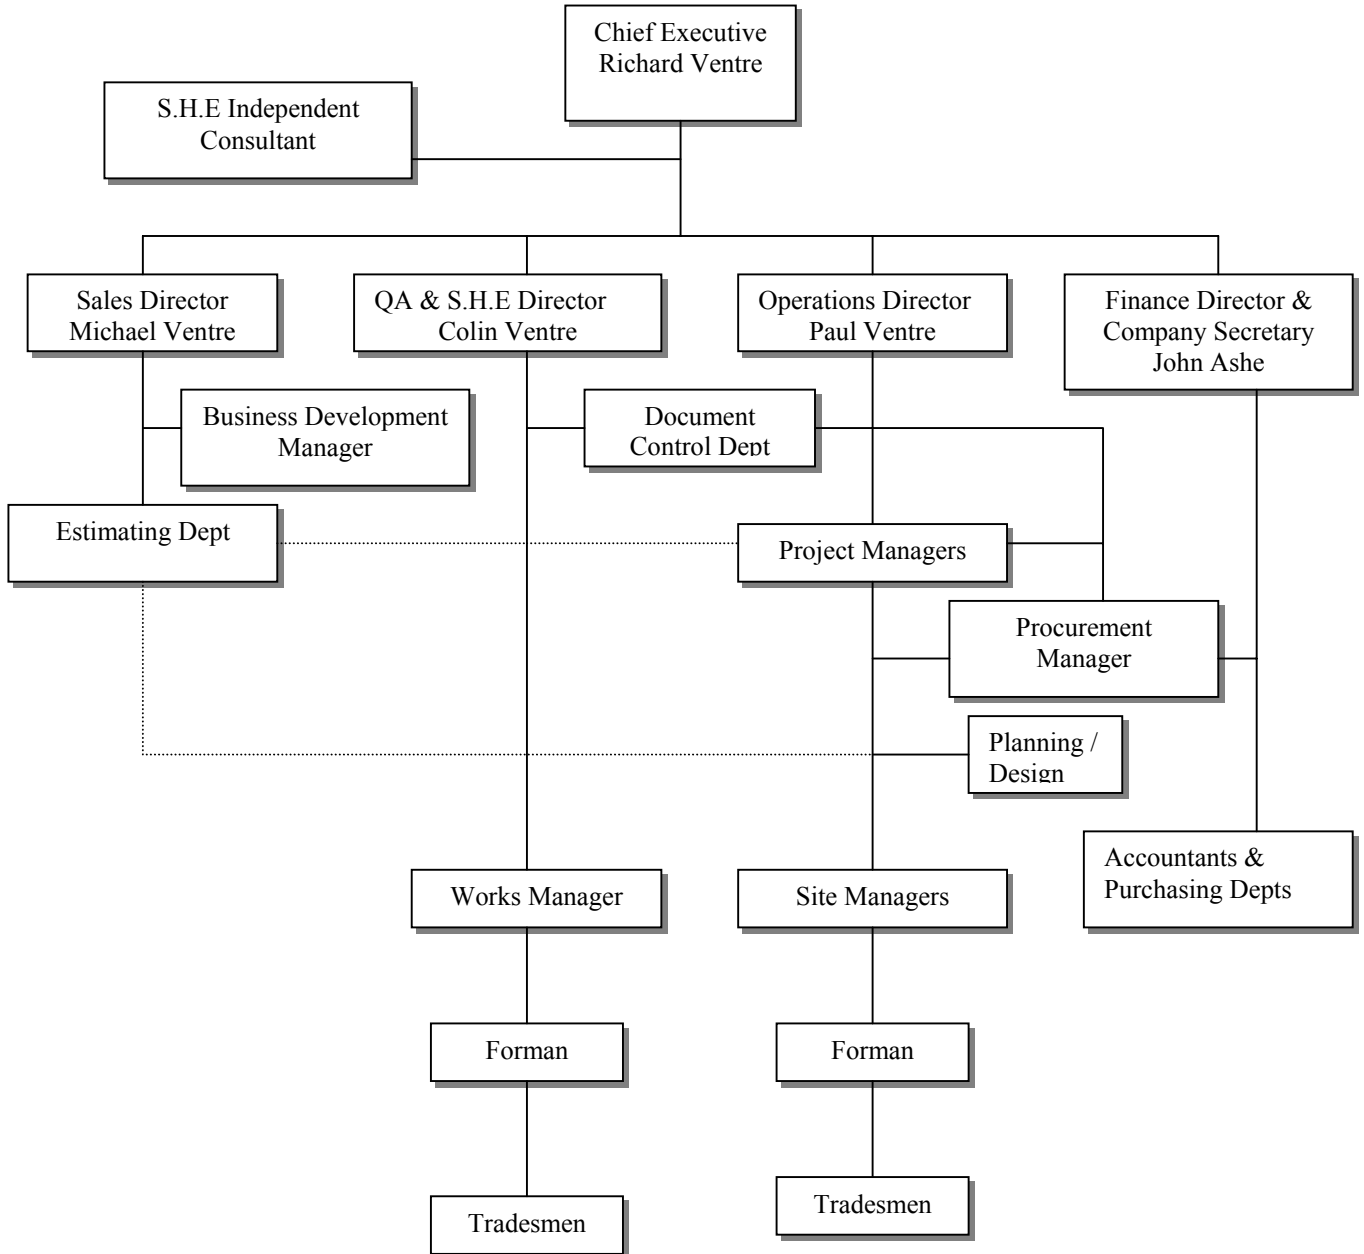 Chief Executive
Richard Ventre
S.H.E Independent
Consultant
Sales Director
Michael Ventre
QA & S.H.E Director
Colin Ventre
Operations Director
Paul Ventre
Finance Director &
Company Secretary
John Ashe
Business Development
Manager
Document
Control Dept
Estimating Dept
Project Managers
Procurement
Manager
Planning /
Design
Accountants &
Purchasing Depts
Works Manager
Site Managers
Forman
Forman
Tradesmen
Tradesmen